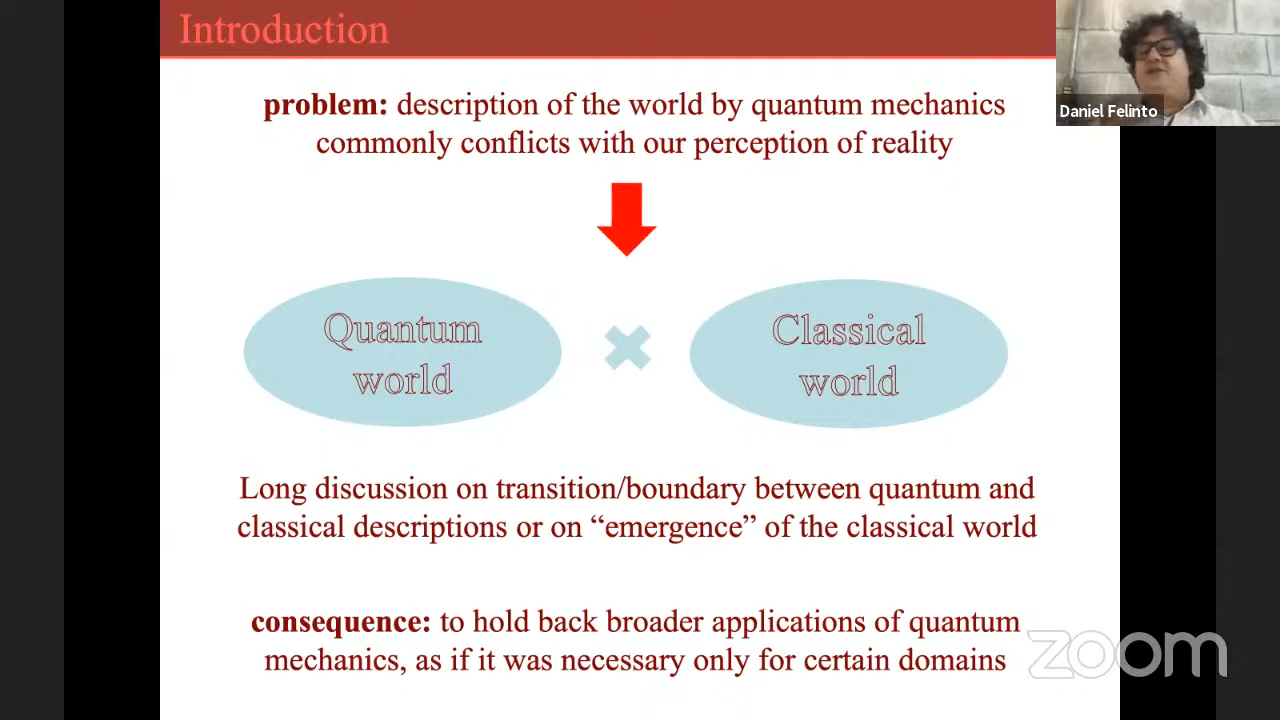 Introduction
Daniel Felinto
problem: description of the world by quantum mechanics
commonly conflicts with our perception of reality
Quantum
world
Classical
world
Long discussion on transition/boundary between quantum and
classical descriptions or on “emergence” of the classical world
consequence: to hold back broader applications of quantum
mechanics, as if it was necessary only for certain domains
zoom